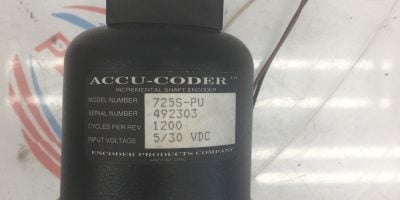 ACCU-CODER™
INCREMENTAL SHAFT ENCODER
MODEL NUMBER 725S-PU
SERIAL NUMBER 492303
CYCLES PER REV 1200
INPUT VOLTAGE 5/30 VDC
ENCODER PRODUCTS COMPANY